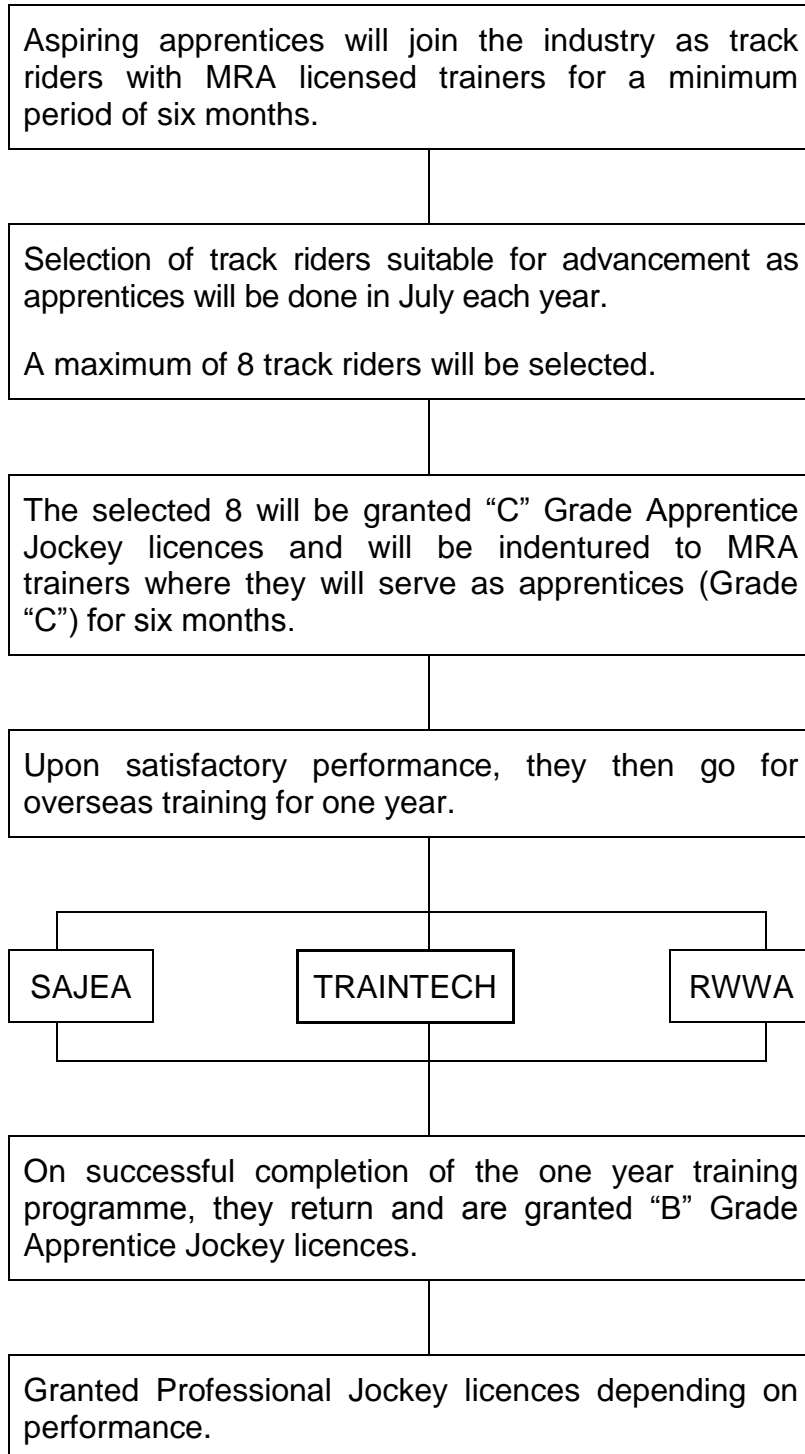 Aspiring apprentices will join the industry as track
riders with MRA licensed trainers for a minimum
period of six months.
Selection of track riders suitable for advancement as
apprentices will be done in July each year.
A maximum of 8 track riders will be selected.
The selected 8 will be granted “C” Grade Apprentice
Jockey licences and will be indentured to MRA
trainers where they will serve as apprentices (Grade
“C”) for six months.
Upon satisfactory performance, they then go for
overseas training for one year.
SAJEA
TRAINTECH
RWWA
On successful completion of the one year training
programme, they return and are granted “B” Grade
Apprentice Jockey licences.
Granted Professional Jockey licences depending on
performance.